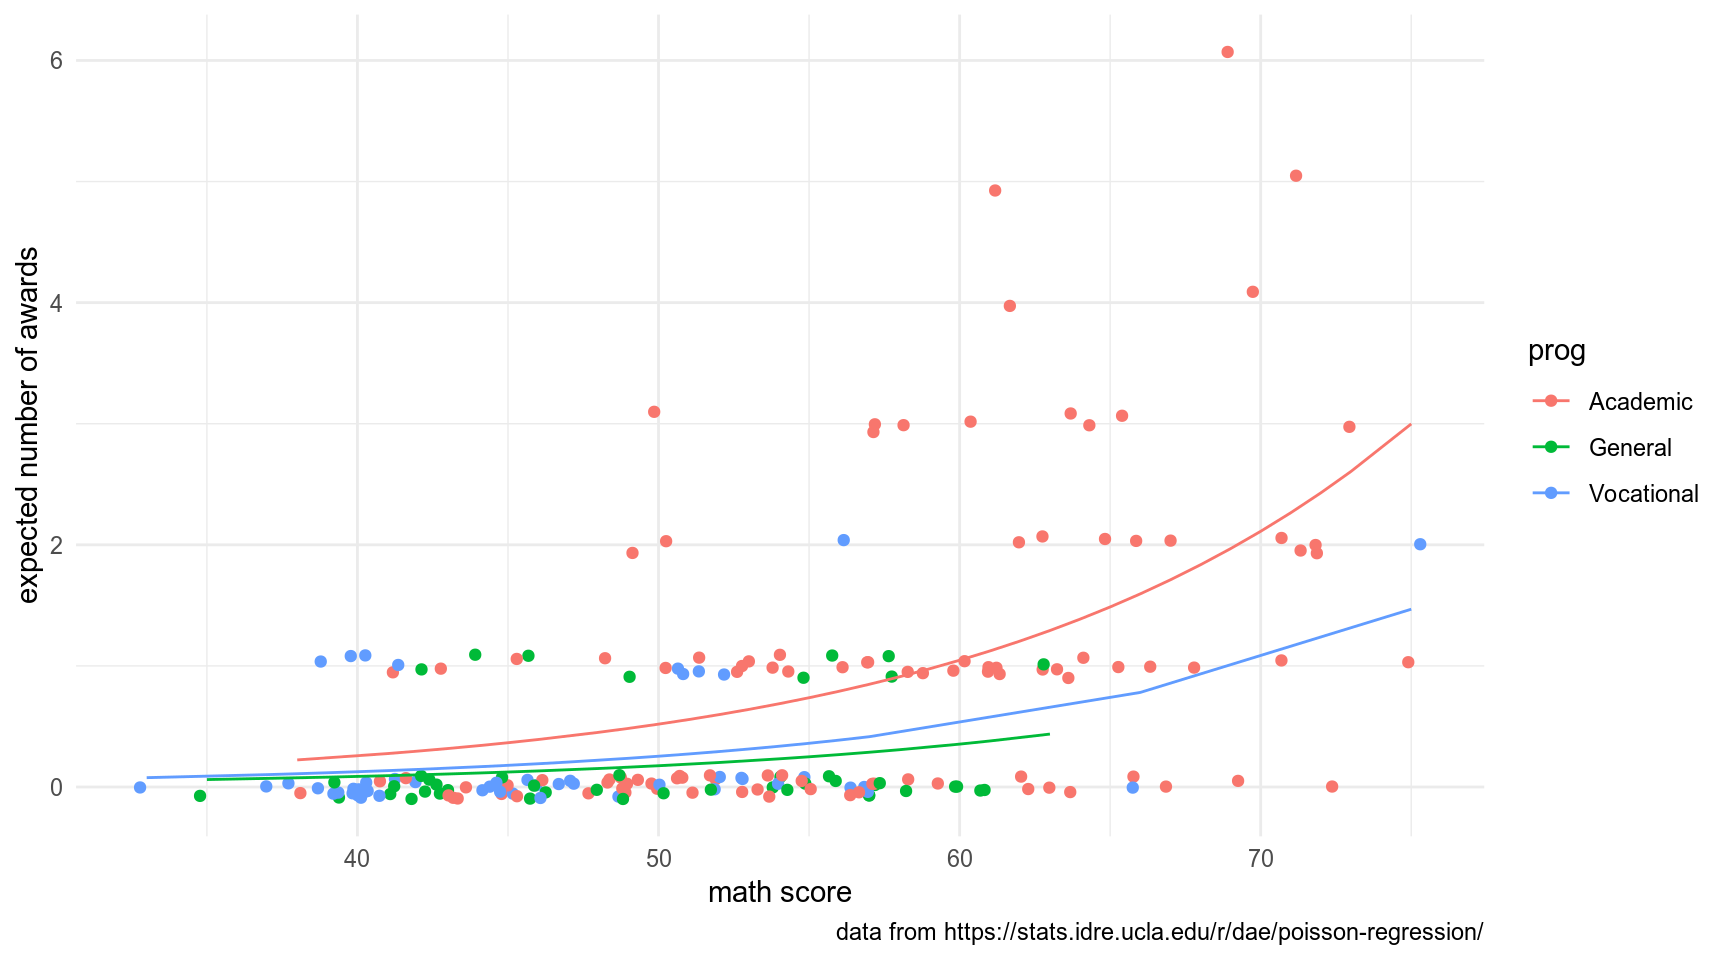 6
4
2
0
expected number of awards
40 50 60 70
math score
prog
Academic
General
Vocational
data from https://stats.idre.ucla.edu/r/dae/poisson-regression/